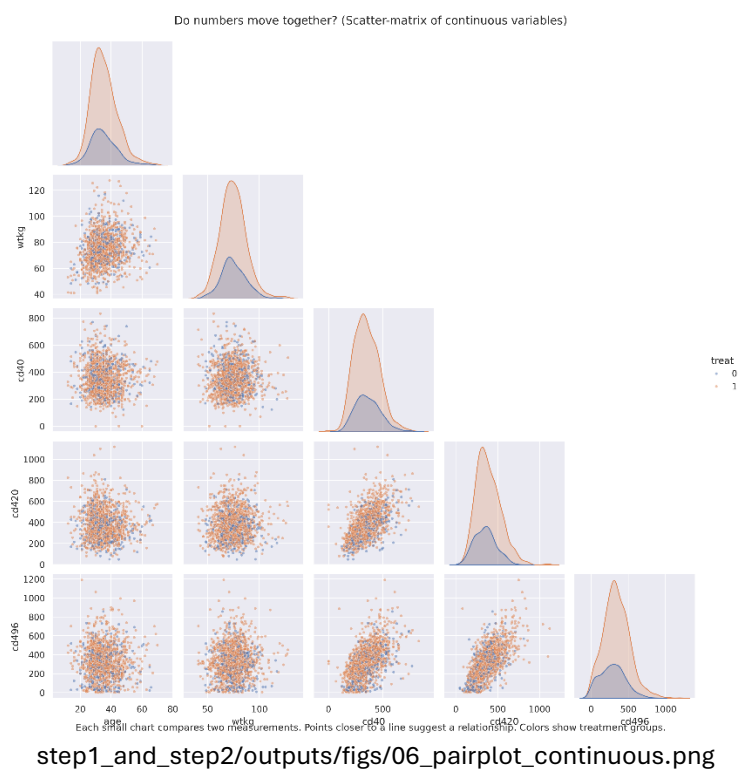 Do numbers move together? (Scatter-matrix of continuous variables)
120
100
wtkg
80
60
40
800
600
cd40
400
200
0
treat
0
1
1000
800
cd420
600
400
200
0
1200
1000
800
cd496
600
400
200
0
20 40 60 80
50 100
0 500
0 500 1000
0 500 1000
age wtkg cd40 cd420 cd496
Each small chart compares two measurements. Points closer to a line suggest a relationship. Colors show treatment groups.
step1_and_step2/outputs/figs/06_pairplot_continuous.png